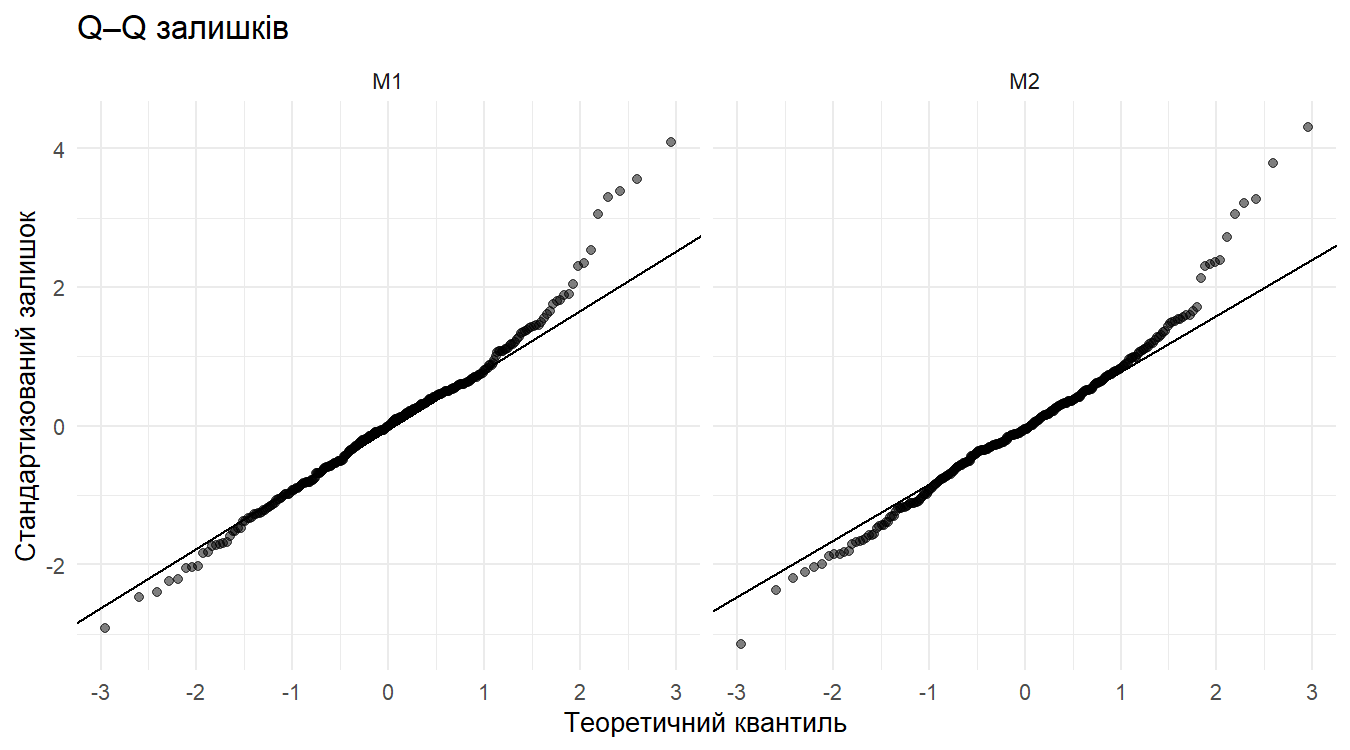 Q–Q залишків
M1 M2
4
2
0
-2
Стандартизований залишок
-3 -2 -1 0 1 2 3 -3 -2 -1 0 1 2 3
Теоретичний квантиль